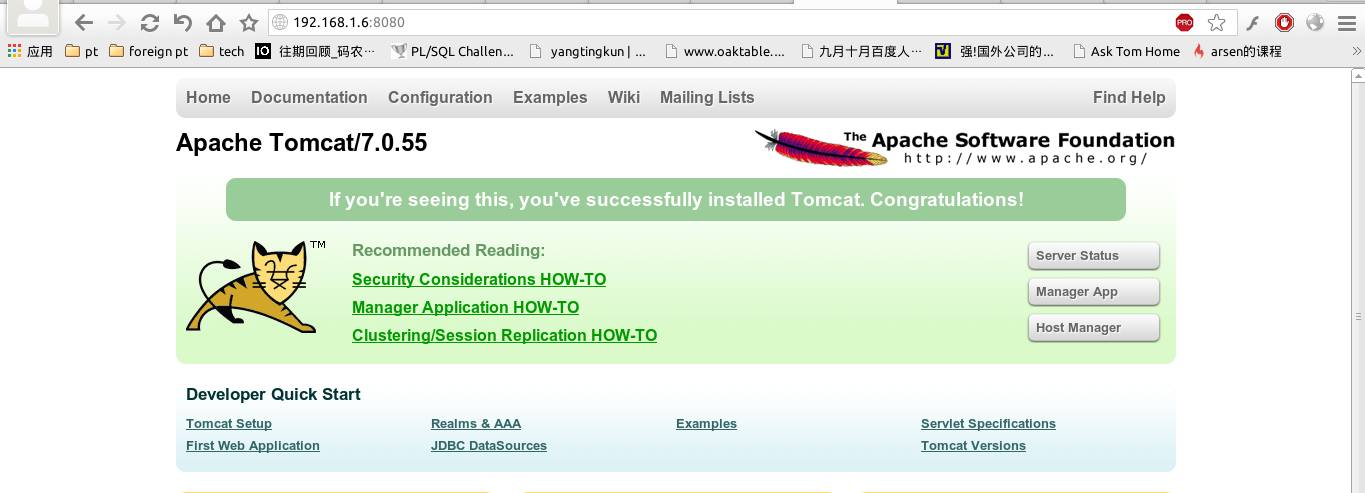 192.168.1.6:8080
PRO
应用 pt foreign pt tech IO 往期回顾_码农… PL/SQL Challen… yangtingkun | … www.oaktable.… 九月十月百度人… 强!国外公司的… Ask Tom Home arsen的课程
Home Documentation Configuration Examples Wiki Mailing Lists Find Help
Apache Tomcat/7.0.55
The Apache Software Foundation
http://www.apache.org/
If you're seeing this, you've successfully installed Tomcat. Congratulations!
TM
Recommended Reading:
Security Considerations HOW-TO
Manager Application HOW-TO
Clustering/Session Replication HOW-TO
Server Status
Manager App
Host Manager
Developer Quick Start
Tomcat Setup Realms & AAA Examples Servlet Specifications
First Web Application JDBC DataSources Tomcat Versions